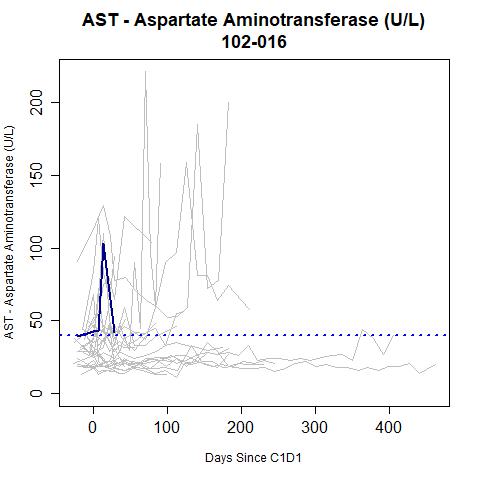 AST - Aspartate Aminotransferase (U/L)
102-016
AST - Aspartate Aminotransferase (U/L)
200
150
100
50
0
0 100 200 300 400
Days Since C1D1